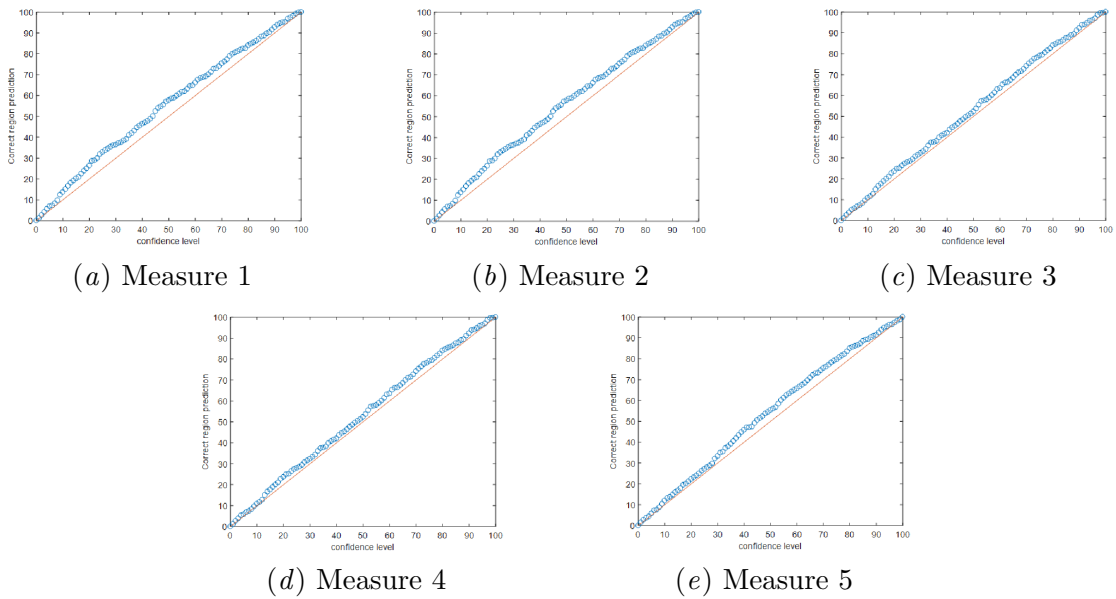 Correct region prediction
100
90
80
70
60
50
40
30
20
10
0
0 10 20 30 40 50 60 70 80 90 100
confidence level
(a) Measure 1
Correct region prediction
100
90
80
70
60
50
40
30
20
10
0
0 10 20 30 40 50 60 70 80 90 100
confidence level
(b) Measure 2
Correct region prediction
100
90
80
70
60
50
40
30
20
10
0
0 10 20 30 40 50 60 70 80 90 100
confidence level
(c) Measure 3
Correct region prediction
100
90
80
70
60
50
40
30
20
10
0
0 10 20 30 40 50 60 70 80 90 100
confidence level
(d) Measure 4
Correct region prediction
100
90
80
70
60
50
40
30
20
10
0
0 10 20 30 40 50 60 70 80 90 100
confidence level
(e) Measure 5